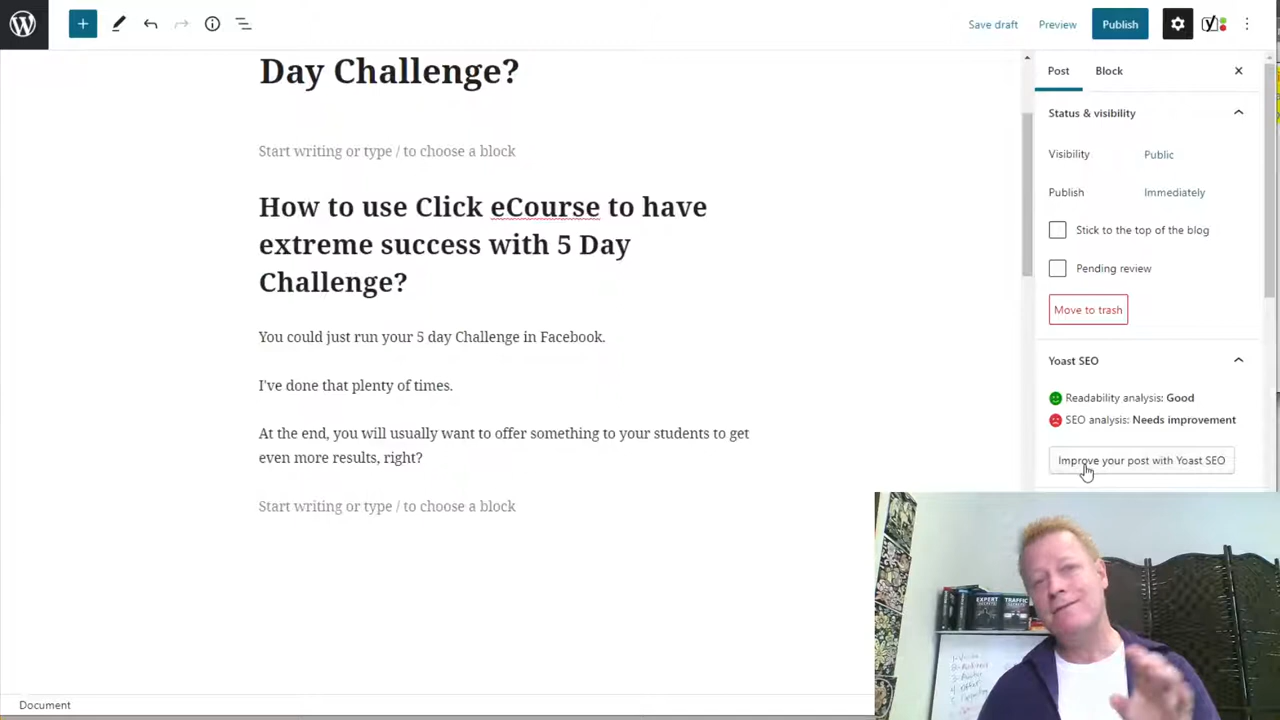 Save draft
Preview
Publish
Day Challenge?
Start writing or type / to choose a block
How to use Click eCourse to have
extreme success with 5 Day
Challenge?
You could just run your 5 day Challenge in Facebook.
I've done that plenty of times.
At the end, you will usually want to offer something to your students to get
even more results, right?
Start writing or type / to choose a block
Post Block
Status & visibility
Visibility Public
Publish Immediately
Stick to the top of the blog
Pending review
Move to trash
Yoast SEO
Readability analysis: Good
SEO analysis: Needs improvement
Improve your post with Yoast SEO
EXPERT
SECRETS
TRAFFIC
SECRETS
Document